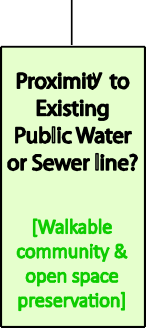 Proximity to
Existing
Public Water
or Sewer line?
[Walkable
community &
open space
preservation]